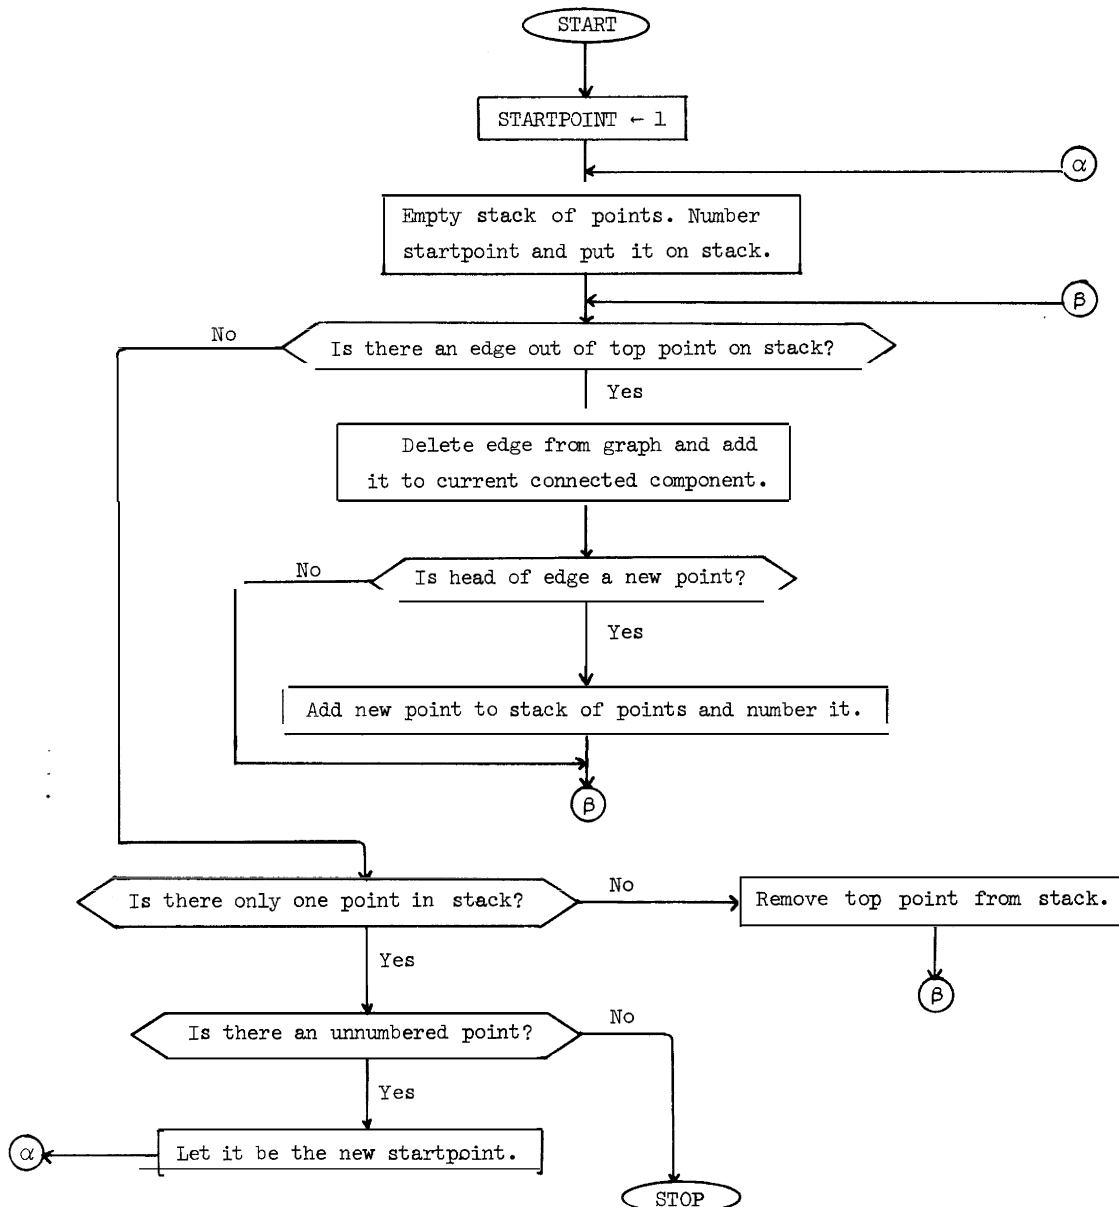 START
STARTPOINT ← 1
α
Empty stack of points. Number
startpoint and put it on stack.
β
No
Is there an edge out of top point on stack?
Yes
Delete edge from graph and add
it to current connected component.
No
Is head of edge a new point?
Yes
Add new point to stack of points and number it.
β
Is there only one point in stack?
No
Remove top point from stack.
Yes
β
Is there an unnumbered point?
No
Yes
α
Let it be the new startpoint.
STOP